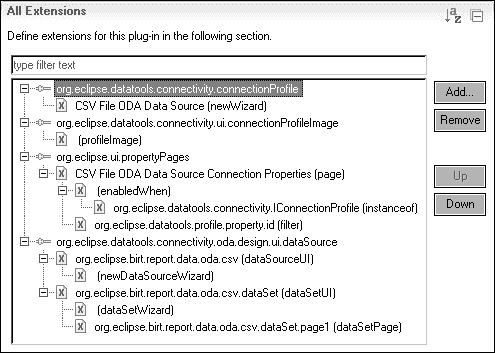 All Extensions
Define extensions for this plug-in in the following section.
type filter text
org.eclipse.datatools.connectivity.connectionProfile
CSV File ODA Data Source (newWizard)
org.eclipse.datatools.connectivity.ui.connectionProfileImage
(profileImage)
org.eclipse.ui.propertyPages
CSV File ODA Data Source Connection Properties (page)
(enabledWhen)
org.eclipse.datatools.connectivity.IConnectionProfile (instanceof)
org.eclipse.datatools.profile.property.id (filter)
org.eclipse.datatools.connectivity.oda.design.ui.dataSource
org.eclipse.birt.report.data.oda.csv (dataSourceUI)
(newDataSourceWizard)
org.eclipse.birt.report.data.oda.csv.dataSet (dataSetUI)
(dataSetWizard)
org.eclipse.birt.report.data.oda.csv.dataSet.page1 (dataSetPage)
Add...
Remove
Up
Down